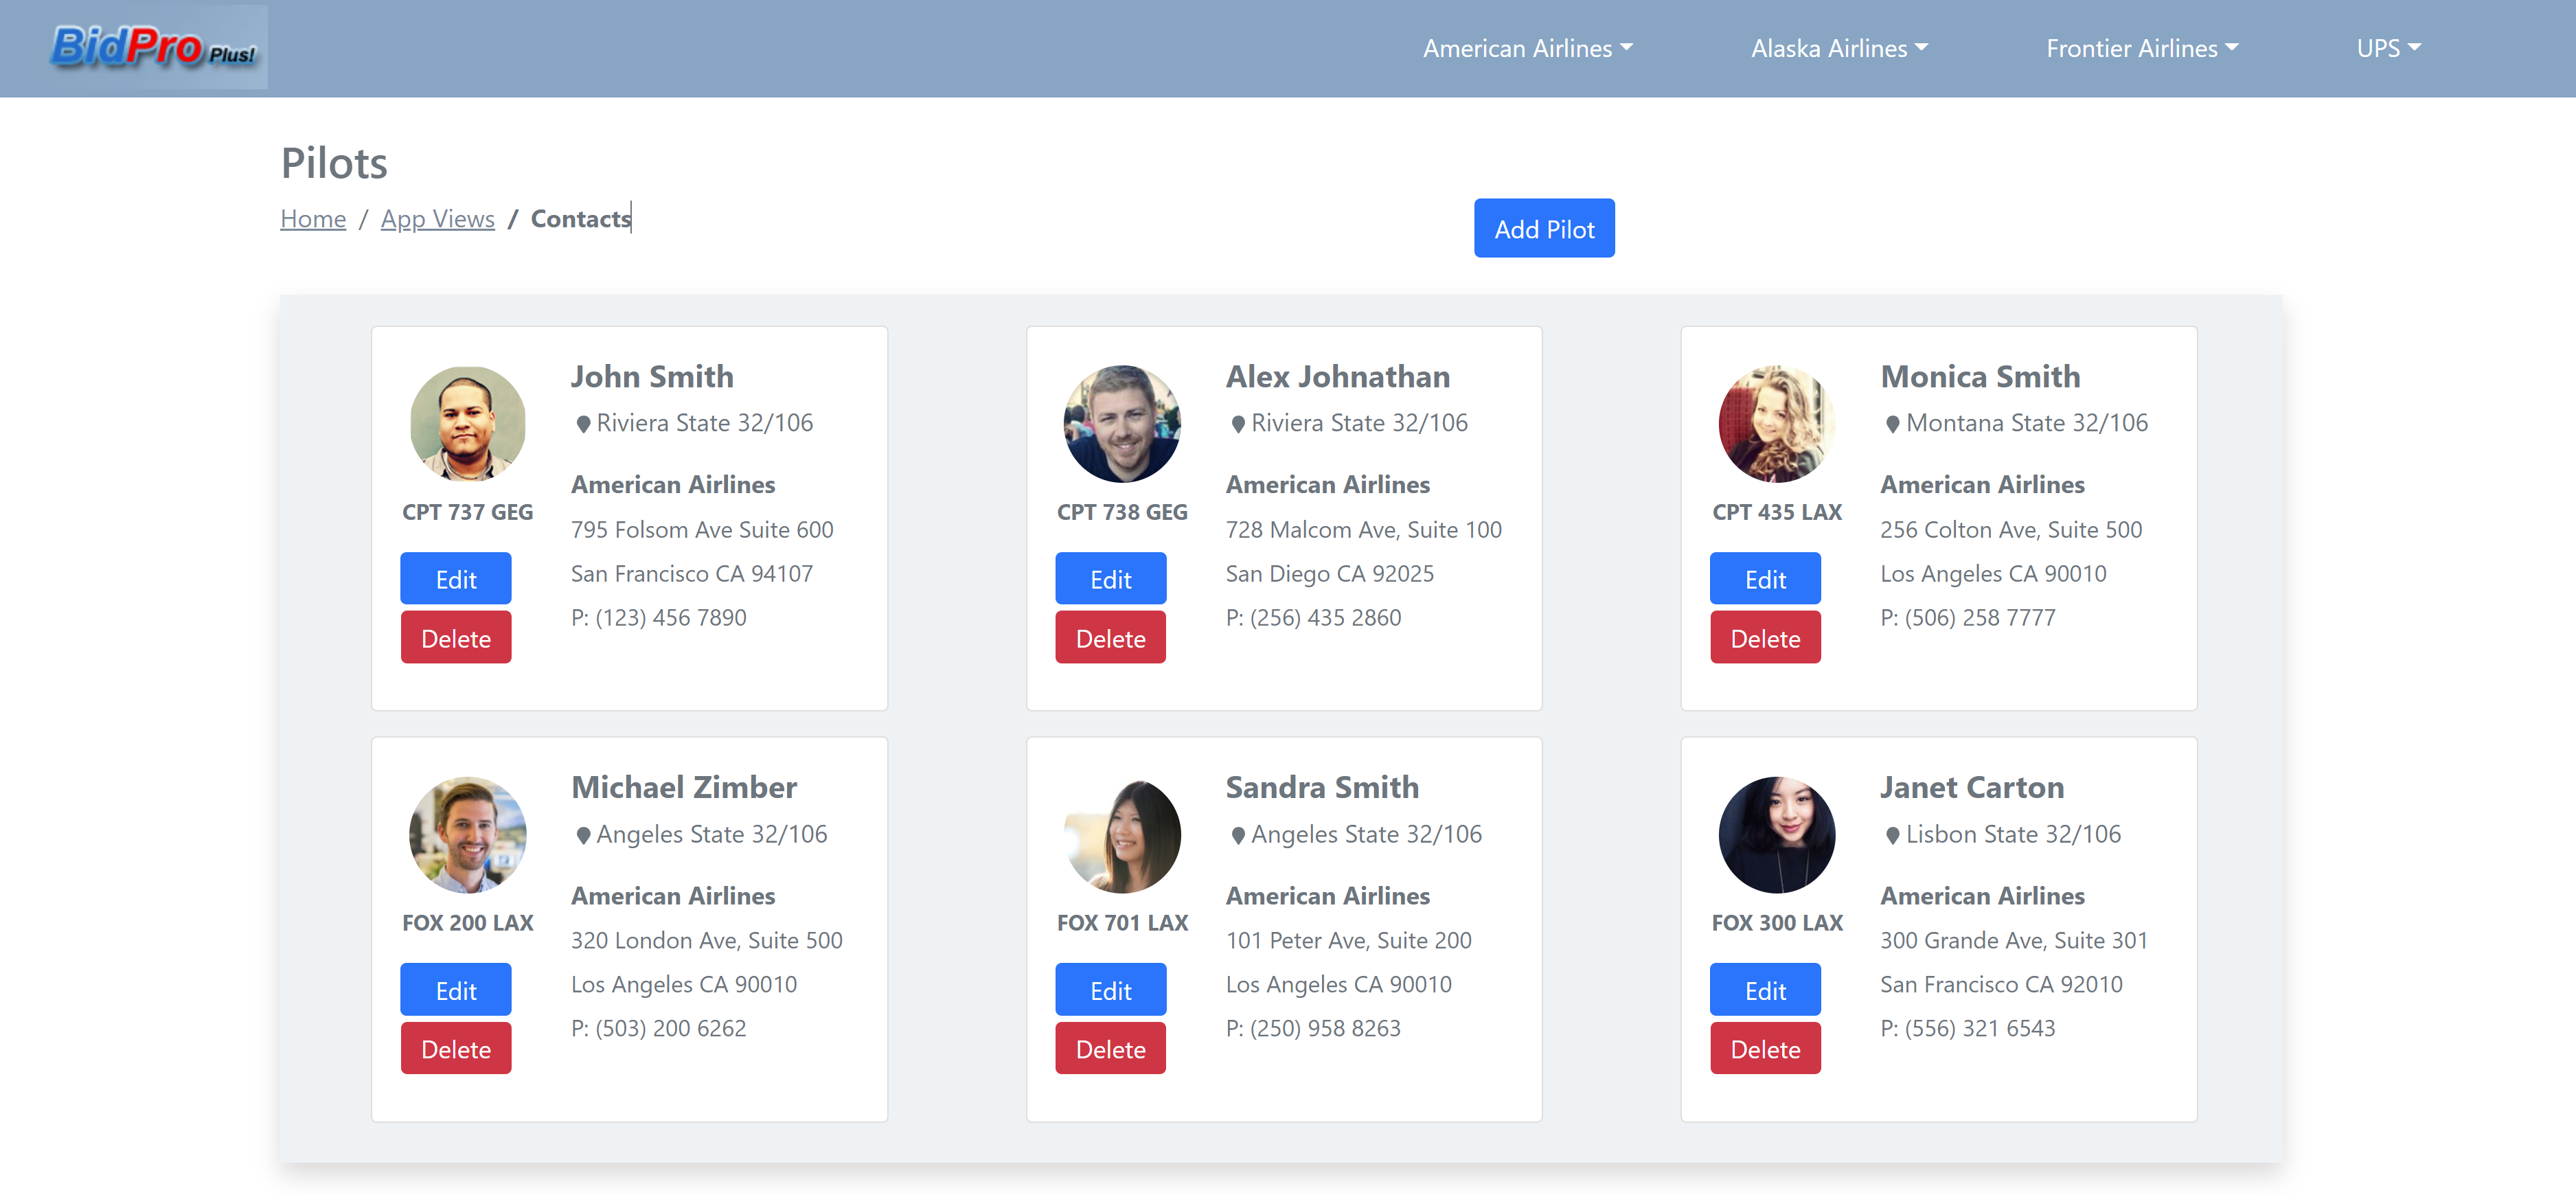 BidPro Plus!
American Airlines
Alaska Airlines
Frontier Airlines
UPS
Pilots
Home / App Views / Contacts
Add Pilot
John Smith
Riviera State 32/106
American Airlines
CPT 737 GEG
795 Folsom Ave Suite 600
San Francisco CA 94107
P: (123) 456 7890
Edit
Delete
Alex Johnathan
Riviera State 32/106
American Airlines
CPT 738 GEG
728 Malcom Ave, Suite 100
San Diego CA 92025
P: (256) 435 2860
Edit
Delete
Monica Smith
Montana State 32/106
American Airlines
CPT 435 LAX
256 Colton Ave, Suite 500
Los Angeles CA 90010
P: (506) 258 7777
Edit
Delete
Michael Zimber
Angeles State 32/106
American Airlines
FOX 200 LAX
320 London Ave, Suite 500
Los Angeles CA 90010
P: (503) 200 6262
Edit
Delete
Sandra Smith
Angeles State 32/106
American Airlines
FOX 701 LAX
101 Peter Ave, Suite 200
Los Angeles CA 90010
P: (250) 958 8263
Edit
Delete
Janet Carton
Lisbon State 32/106
American Airlines
FOX 300 LAX
300 Grande Ave, Suite 301
San Francisco CA 92010
P: (556) 321 6543
Edit
Delete